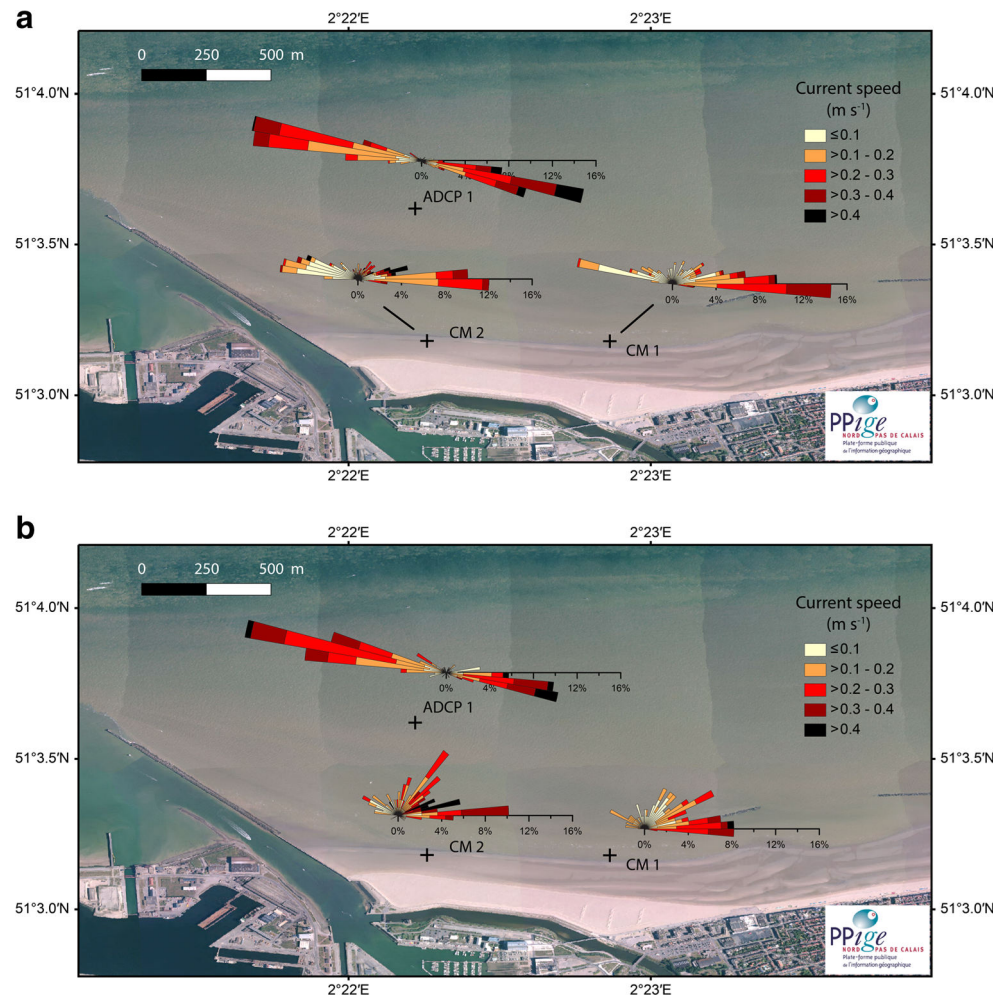 a
2°22′E 2°23′E
0 250 500 m
51°4.0′N 51°4.0′N
Current speed
(m s-1)
≤0.1
>0.1 - 0.2
>0.2 - 0.3
>0.3 - 0.4
>0.4
0% 4% 8% 12% 16%
ADCP 1
51°3.5′N 51°3.5′N
0% 4% 8% 12% 16%
0% 4% 8% 12% 16%
CM 2
CM 1
51°3.0′N 51°3.0′N
PPige
NORD PAS DE CALAIS
Plate-forme publique
de l'information géographique
2°22′E 2°23′E
b
2°22′E 2°23′E
0 250 500 m
51°4.0′N 51°4.0′N
Current speed
(m s-1)
≤0.1
>0.1 - 0.2
>0.2 - 0.3
>0.3 - 0.4
>0.4
0% 4% 8% 12% 16%
ADCP 1
51°3.5′N 51°3.5′N
0% 4% 8% 12% 16%
0% 4% 8% 12% 16%
CM 2
CM 1
51°3.0′N 51°3.0′N
PPige
NORD PAS DE CALAIS
Plate-forme publique
de l'information géographique
2°22′E 2°23′E